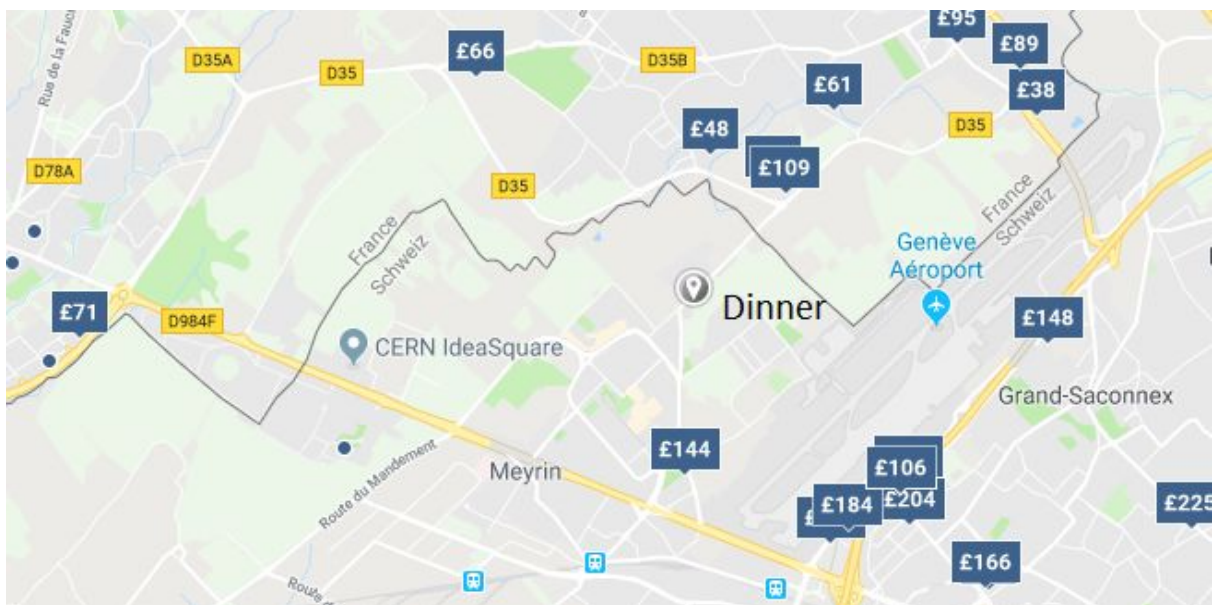 £95
£89
£66
D35A
D35
D35B
£61
£38
Rue de la Fauc
£48
D35
£109
D78A
D35
France
Schweiz
France
Schweiz
Genève
Aéroport
Dinner
£71
D984F
£148
CERN IdeaSquare
Grand-Saconnex
£144
Meyrin
£106
Route du Mandement
£184
£204
£225
£166